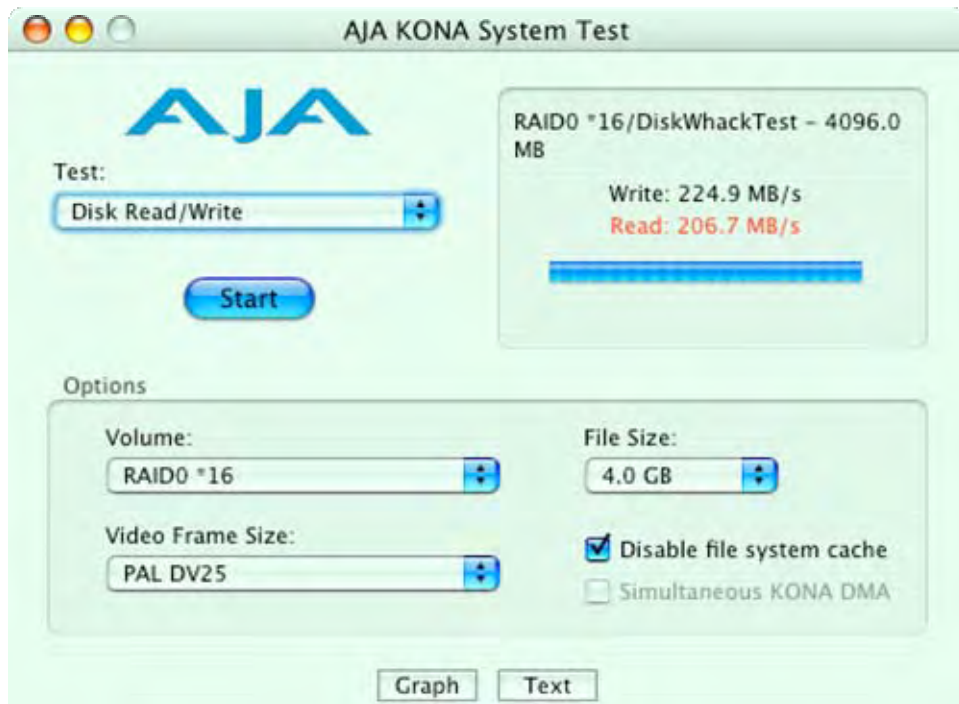 AJA KONA System Test
AJA
Test:
Disk Read/Write
Start
RAID0 *16/DiskWhackTest – 4096.0
MB
Write: 224.9 MB/s
Read: 206.7 MB/s
Options
Volume:
RAID0 *16
File Size:
4.0 GB
Video Frame Size:
PAL DV25
Disable file system cache
Simultaneous KONA DMA
Graph
Text